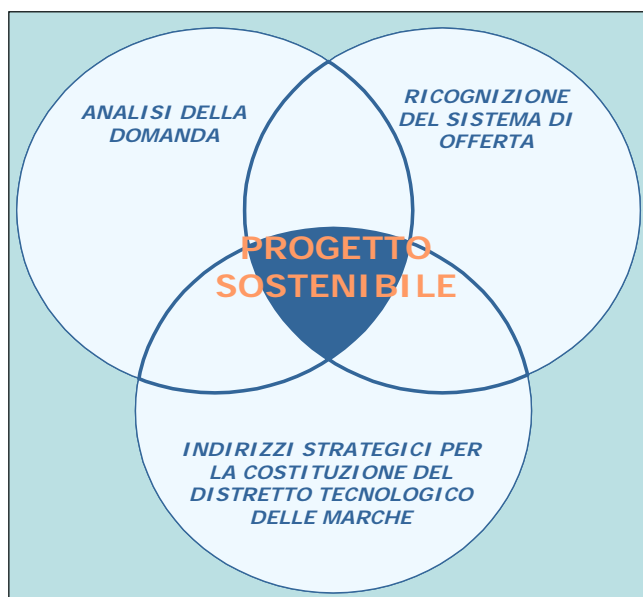 ANALISI DELLA
DOMANDA
RICOGNIZIONE
DEL SISTEMA DI
OFFERTA
PROGETTO
SOSTENIBILE
INDIRIZZI STRATEGICI PER
LA COSTITUZIONE DEL
DISTRETTO TECNOLOGICO
DELLE MARCHE